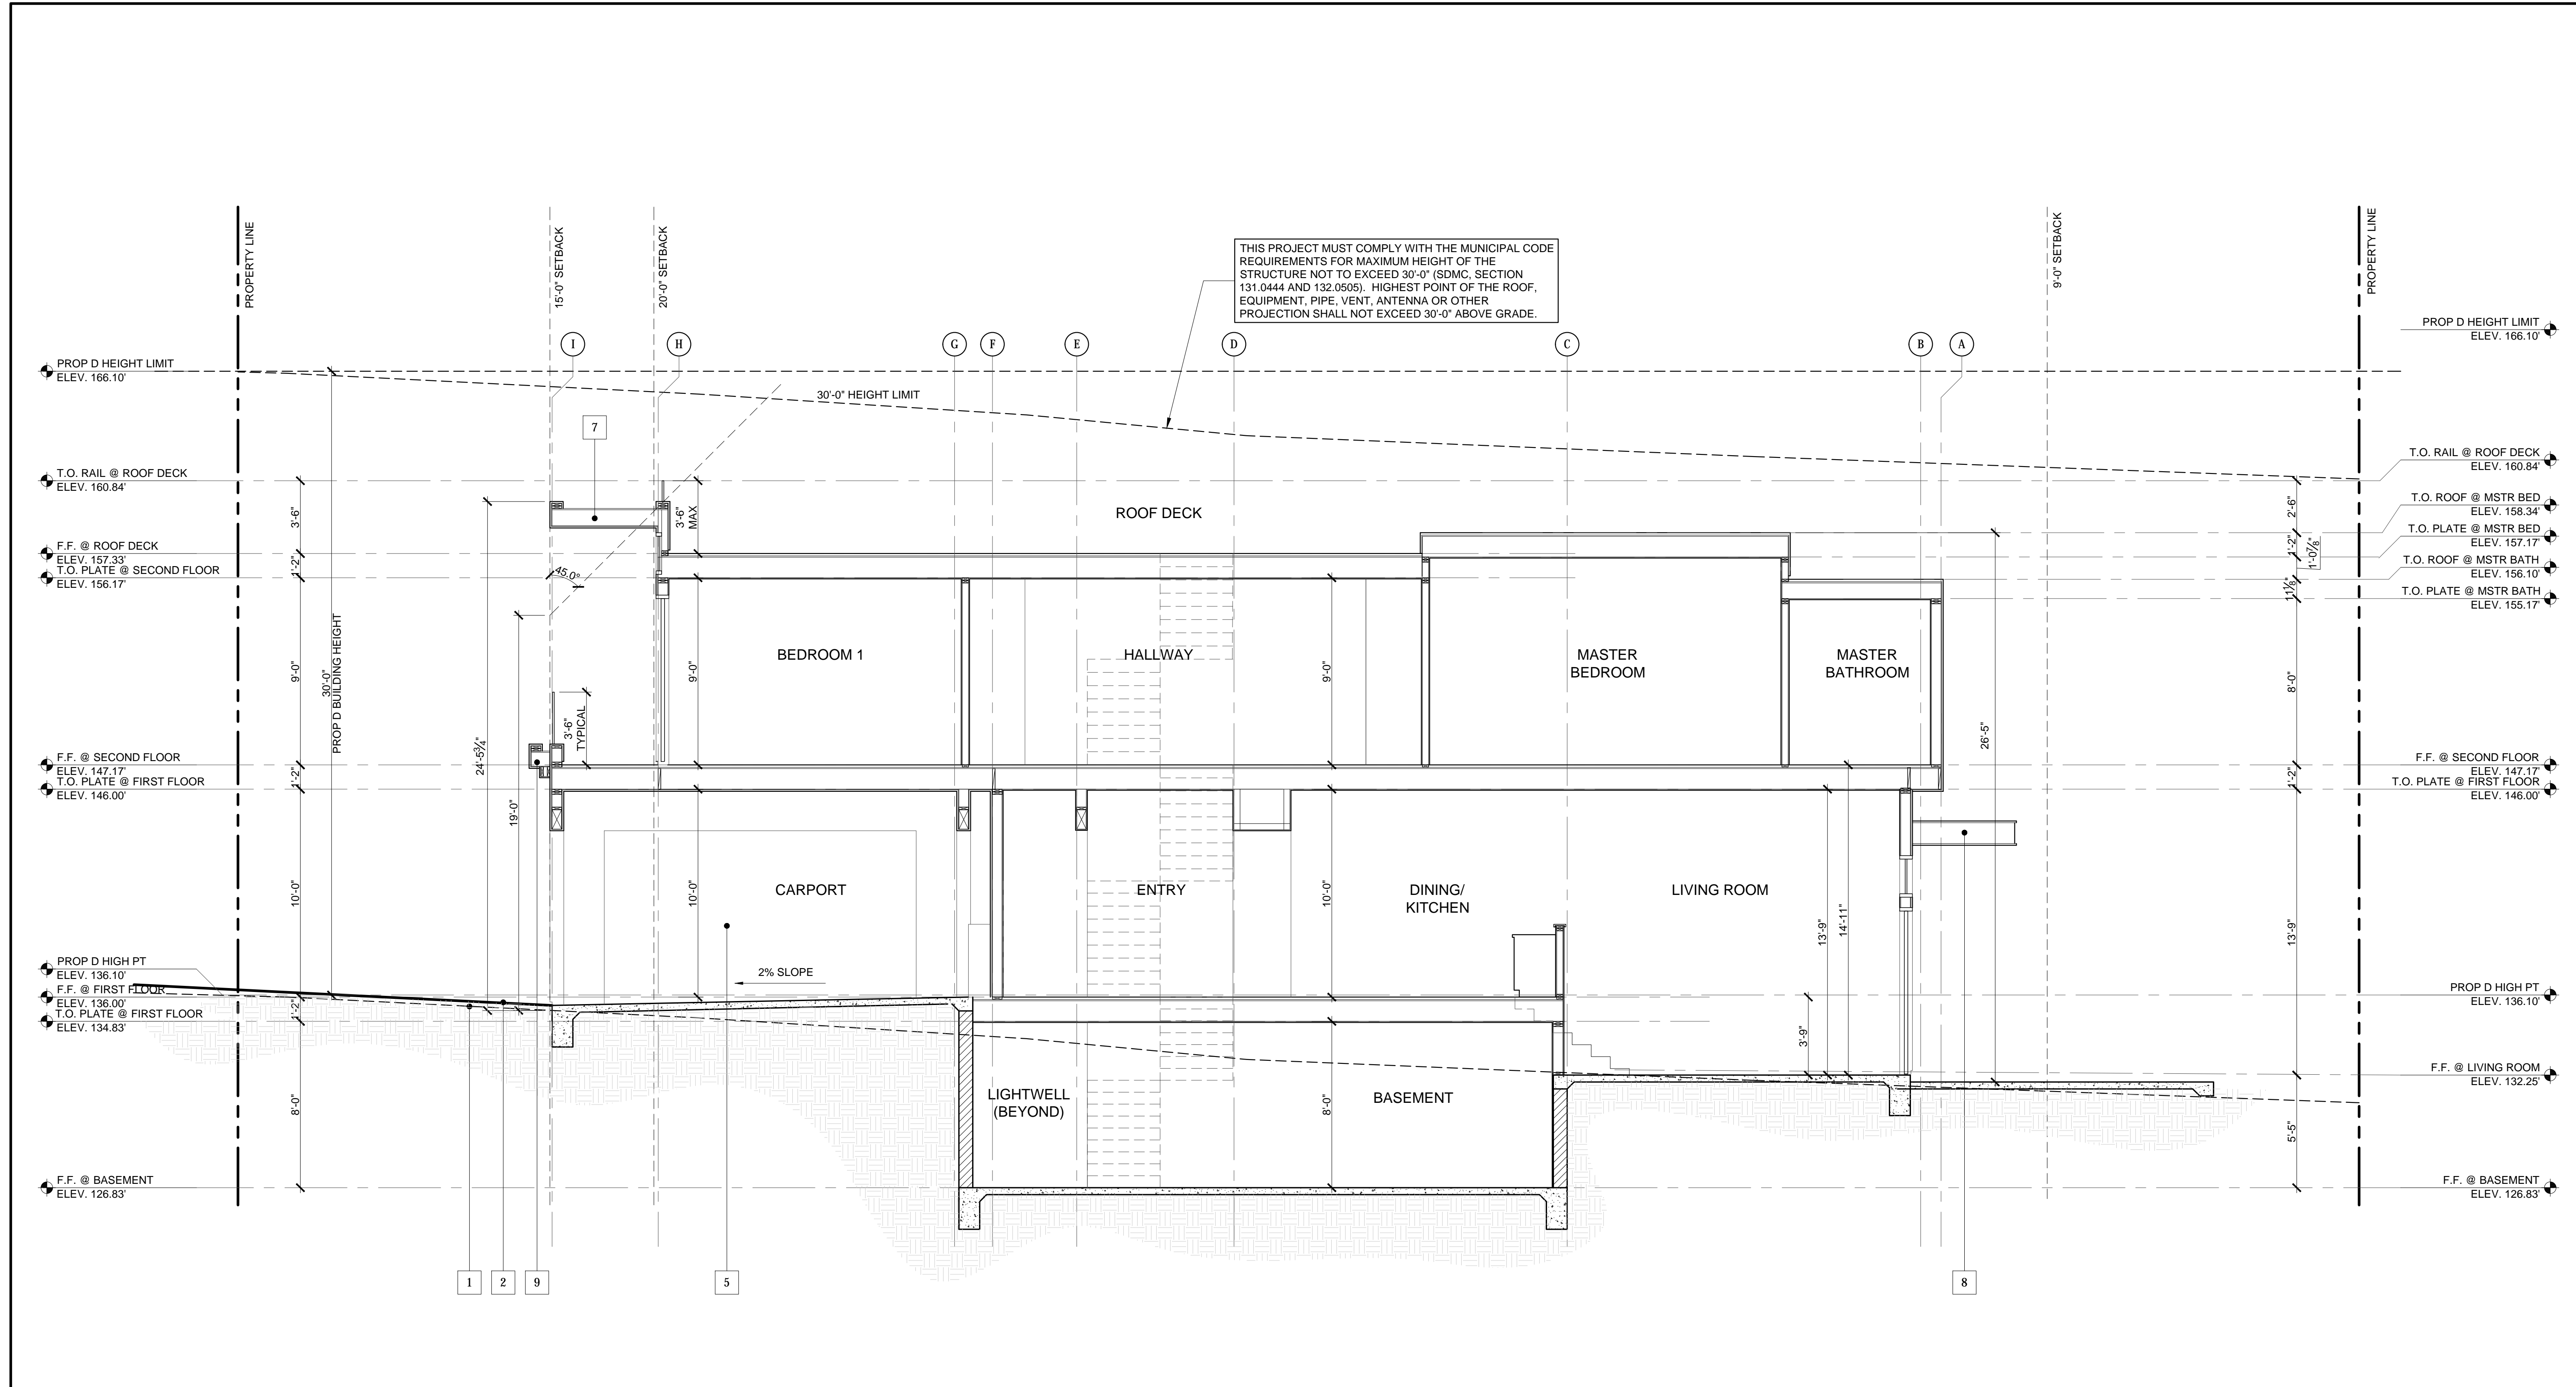 PROPERTY LINE
15'-0" SETBACK
20'-0" SETBACK
THIS PROJECT MUST COMPLY WITH THE MUNICIPAL CODE
REQUIREMENTS FOR MAXIMUM HEIGHT OF THE
STRUCTURE NOT TO EXCEED 30'-0" (SDMC, SECTION
131.0444 AND 132.0505). HIGHEST POINT OF THE ROOF,
EQUIPMENT, PIPE, VENT, ANTENNA OR OTHER
PROJECTION SHALL NOT EXCEED 30'-0" ABOVE GRADE.
9'-0" SETBACK
PROPERTY LINE
I
H
G
F
E
D
C
B
A
PROP D HEIGHT LIMIT
ELEV. 166.10'
T.O. RAIL @ ROOF DECK
ELEV. 160.84'
F.F. @ ROOF DECK
ELEV. 157.33'
T.O. PLATE @ SECOND FLOOR
ELEV. 156.17'
F.F. @ SECOND FLOOR
ELEV. 147.17'
T.O. PLATE @ FIRST FLOOR
ELEV. 146.00'
PROP D HIGH PT
ELEV. 136.10'
F.F. @ FIRST FLOOR
ELEV. 136.00'
T.O. PLATE @ FIRST FLOOR
ELEV. 134.83'
F.F. @ BASEMENT
ELEV. 126.83'
3'-6"
1'-2"
9'-0"
1'-2"
10'-0"
1'-2"
8'-0"
30'-0"
PROP D BUILDING HEIGHT
24'-5¾"
19'-0"
45.0°
3'-6"
TYPICAL
7
30'-0" HEIGHT LIMIT
3'-6"
MAX
9'-0"
10'-0"
ROOF DECK
BEDROOM 1
HALLWAY
9'-0"
MASTER
BEDROOM
MASTER
BATHROOM
CARPORT
2% SLOPE
ENTRY
10'-0"
DINING/
KITCHEN
LIVING ROOM
13'-9"
14'-11"
3'-9"
26'-5"
LIGHTWELL
(BEYOND)
8'-0"
BASEMENT
1
2
9
5
8
2'-6"
1'-2"
1'-0⅞"
11⅛"
8'-0"
1'-2"
13'-9"
5'-5"
PROP D HEIGHT LIMIT
ELEV. 166.10'
T.O. RAIL @ ROOF DECK
ELEV. 160.84'
T.O. ROOF @ MSTR BED
ELEV. 158.34'
T.O. PLATE @ MSTR BED
ELEV. 157.17'
T.O. ROOF @ MSTR BATH
ELEV. 156.10'
T.O. PLATE @ MSTR BATH
ELEV. 155.17'
F.F. @ SECOND FLOOR
ELEV. 147.17'
T.O. PLATE @ FIRST FLOOR
ELEV. 146.00'
PROP D HIGH PT
ELEV. 136.10'
F.F. @ LIVING ROOM
ELEV. 132.25'
F.F. @ BASEMENT
ELEV. 126.83'